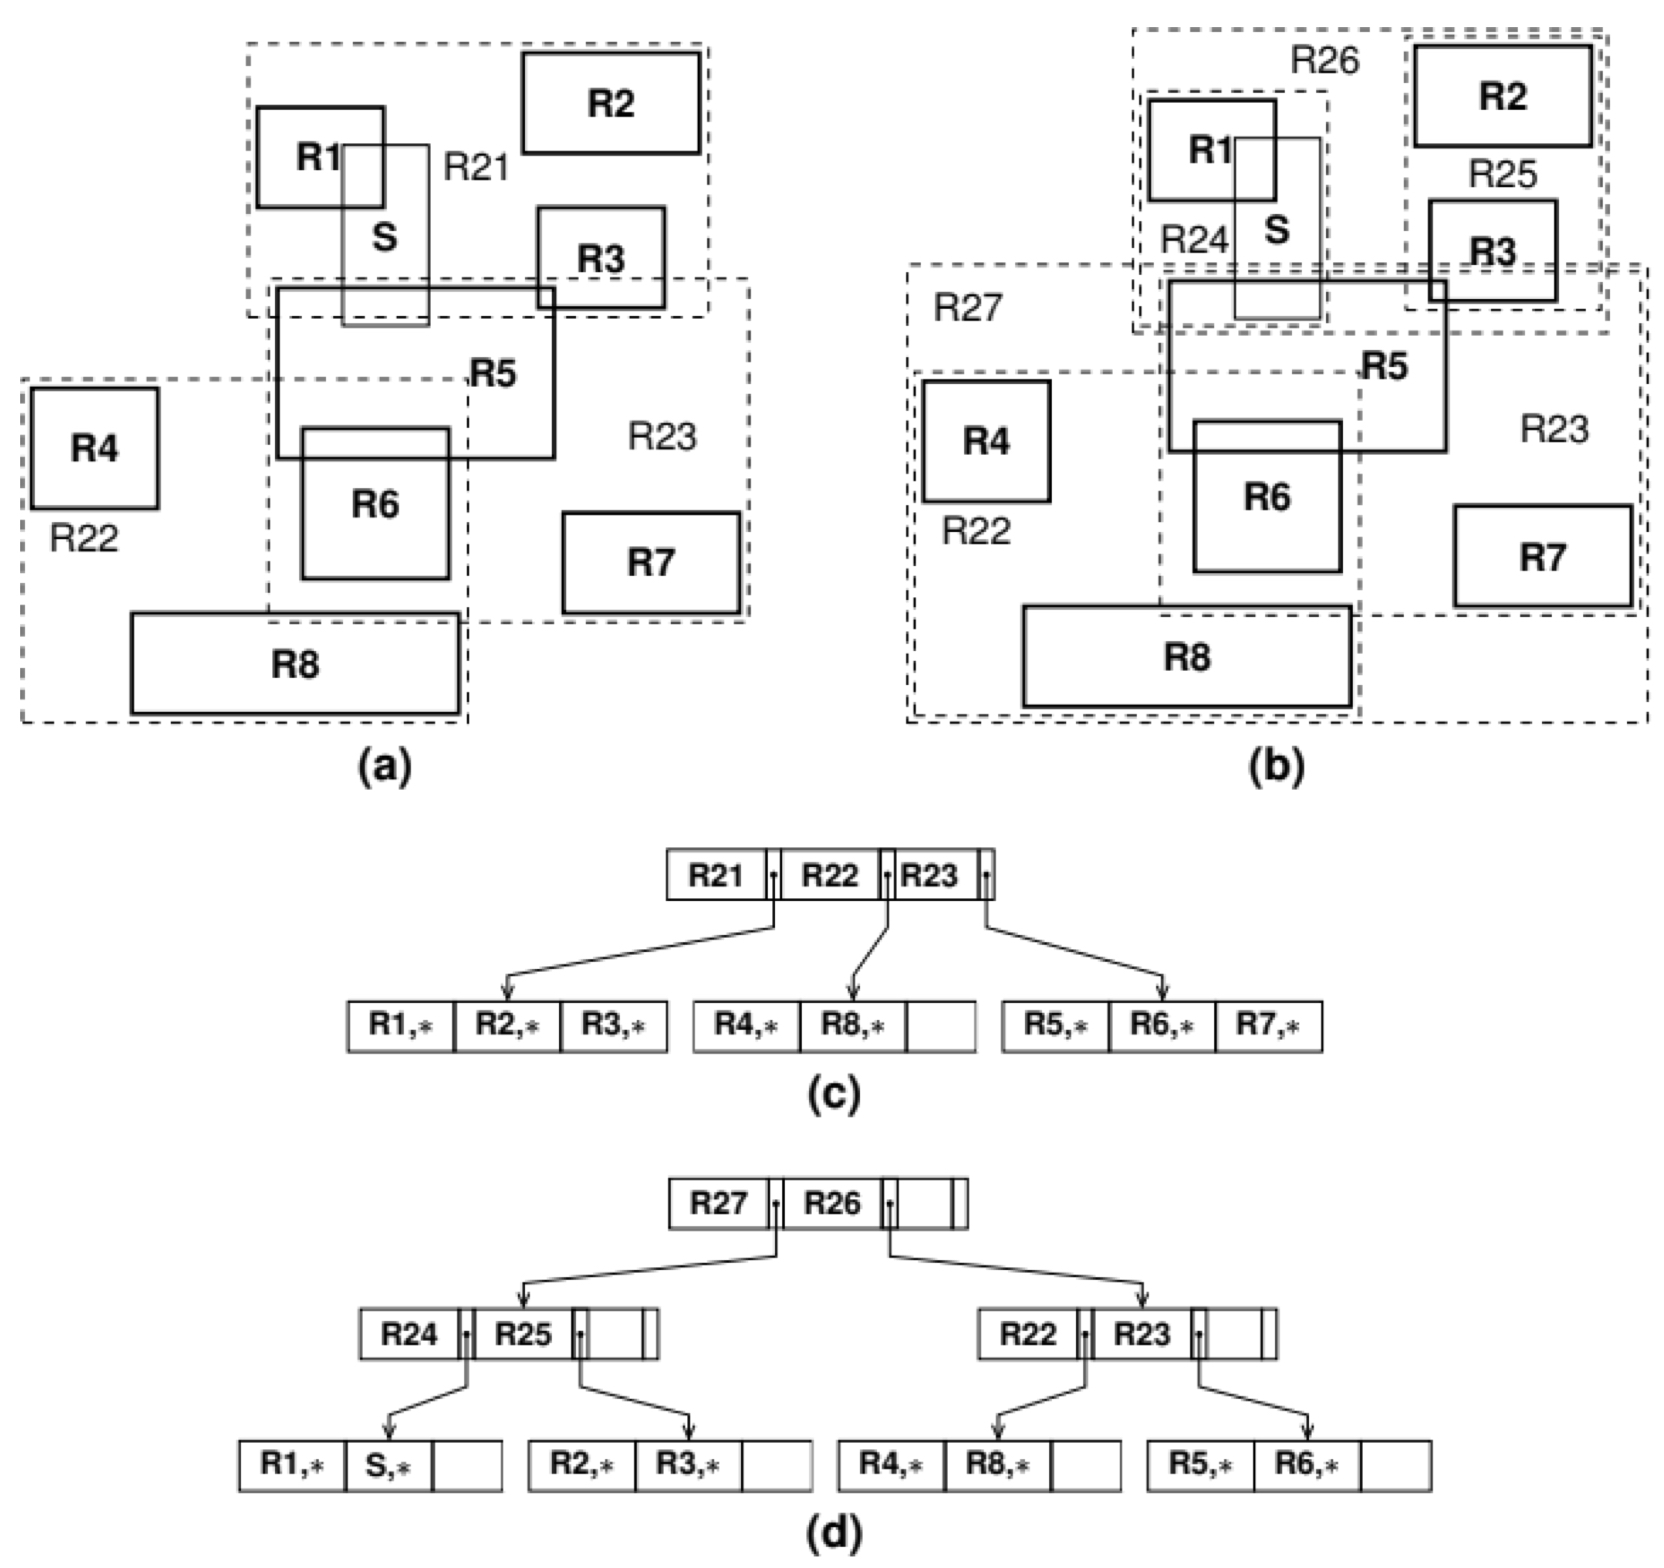 R2
R1
R21
S
R3
R5
R4
R23
R6
R22
R7
R8
(a)
R26
R2
R1
R25
R24
S
R3
R27
R5
R4
R23
R6
R22
R7
R8
(b)
R21 R22 R23
R1,* R2,* R3,* R4,* R8,* R5,* R6,* R7,*
(c)
R27 R26
R24 R25 R22 R23
R1,* S,* R2,* R3,* R4,* R8,* R5,* R6,*
(d)